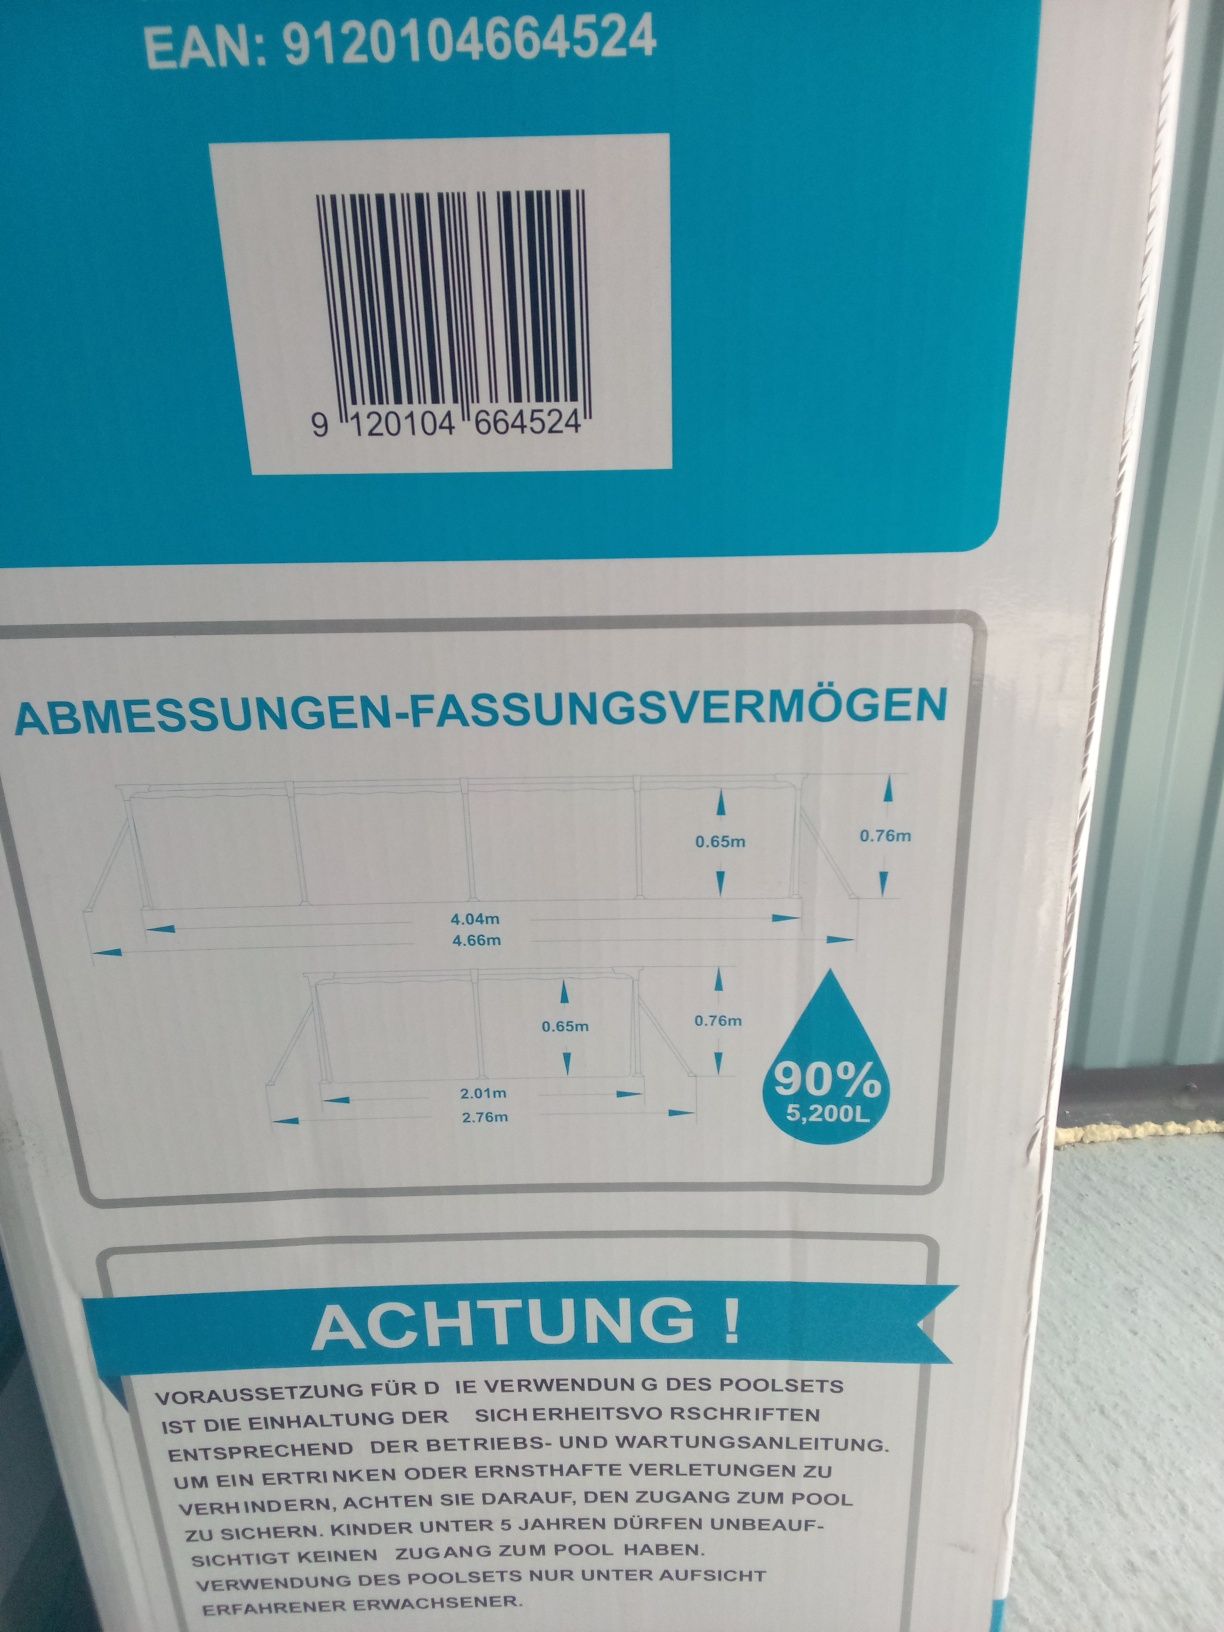 EAN: 9120104664524
9 120104 664524
ABMESSUNGEN-FASSUNGSVERMÖGEN
0.65m
0.76m
4.04m
4.66m
0.65m
0.76m
2.01m
2.76m
90%
5,200L
ACHTUNG !
VORAUSSETZUNG FÜR D IE VERWENDUN G DES POOLSETS
IST DIE EINHALTUNG DER SICHERHEITSVO RSCHRIFTEN
ENTSPRECHEND DER BETRIEBS- UND WARTUNGSANLEITUNG.
UM EIN ERTRINKEN ODER ERNSTHAFTE VERLETUNGEN ZU
VERHINDERN, ACHTEN SIE DARAUF, DEN ZUGANG ZUM POOL
ZU SICHERN. KINDER UNTER 5 JAHREN DÜRFEN UNBEAUF-
SICHTIGT KEINEN ZUGANG ZUM POOL HABEN.
VERWENDUNG DES POOLSETS NUR UNTER AUFSICHT
ERFAHRENER ERWACHSENER.